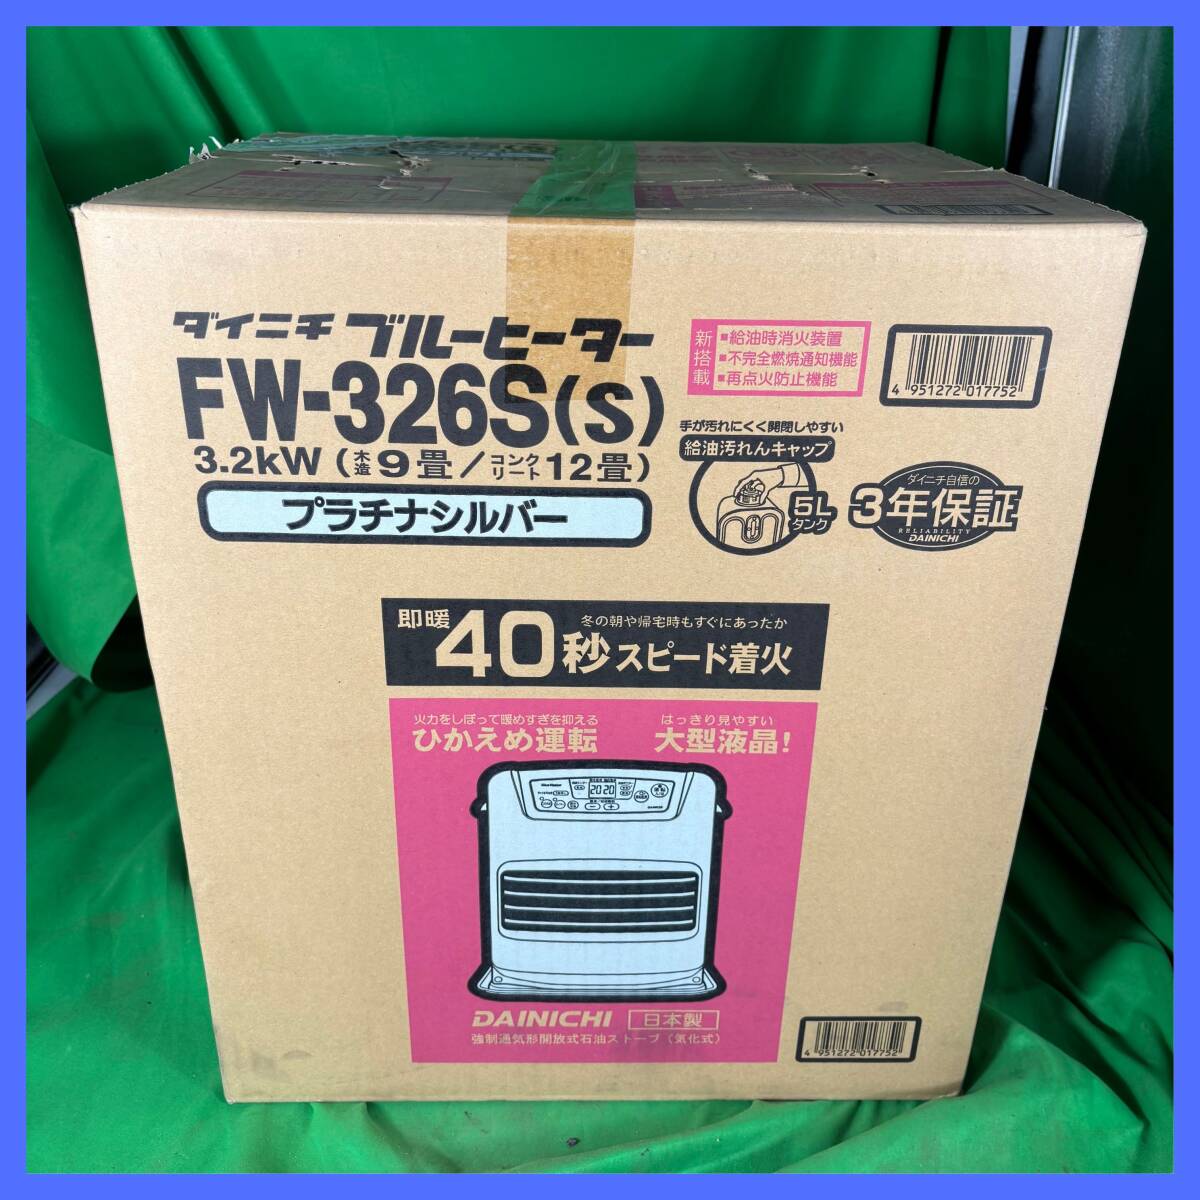 ダイニチ ブルーヒーター
FW-326S(S)
3.2kW (木造9畳/コンクリート12畳)
プラチナシルバー
新搭載
■給油時消火装置
■不完全燃焼通知機能
■再点火防止機能
4 951272 017752
手が汚れにくく開閉しやすい
給油汚れんキャップ
5L
タンク
ダイニチ自信の
3年保証
RELIABILITY
DAINICHI
即暖
40秒スピード着火
冬の朝や帰宅時もすぐにあったか
火力をしぼって暖めすぎを抑える
ひかえめ運転
はっきり見やすい
大型液晶!
20 20
DAINICHI 日本製
強制通気形開放式石油ストーブ(気化式)
4 951272 017752